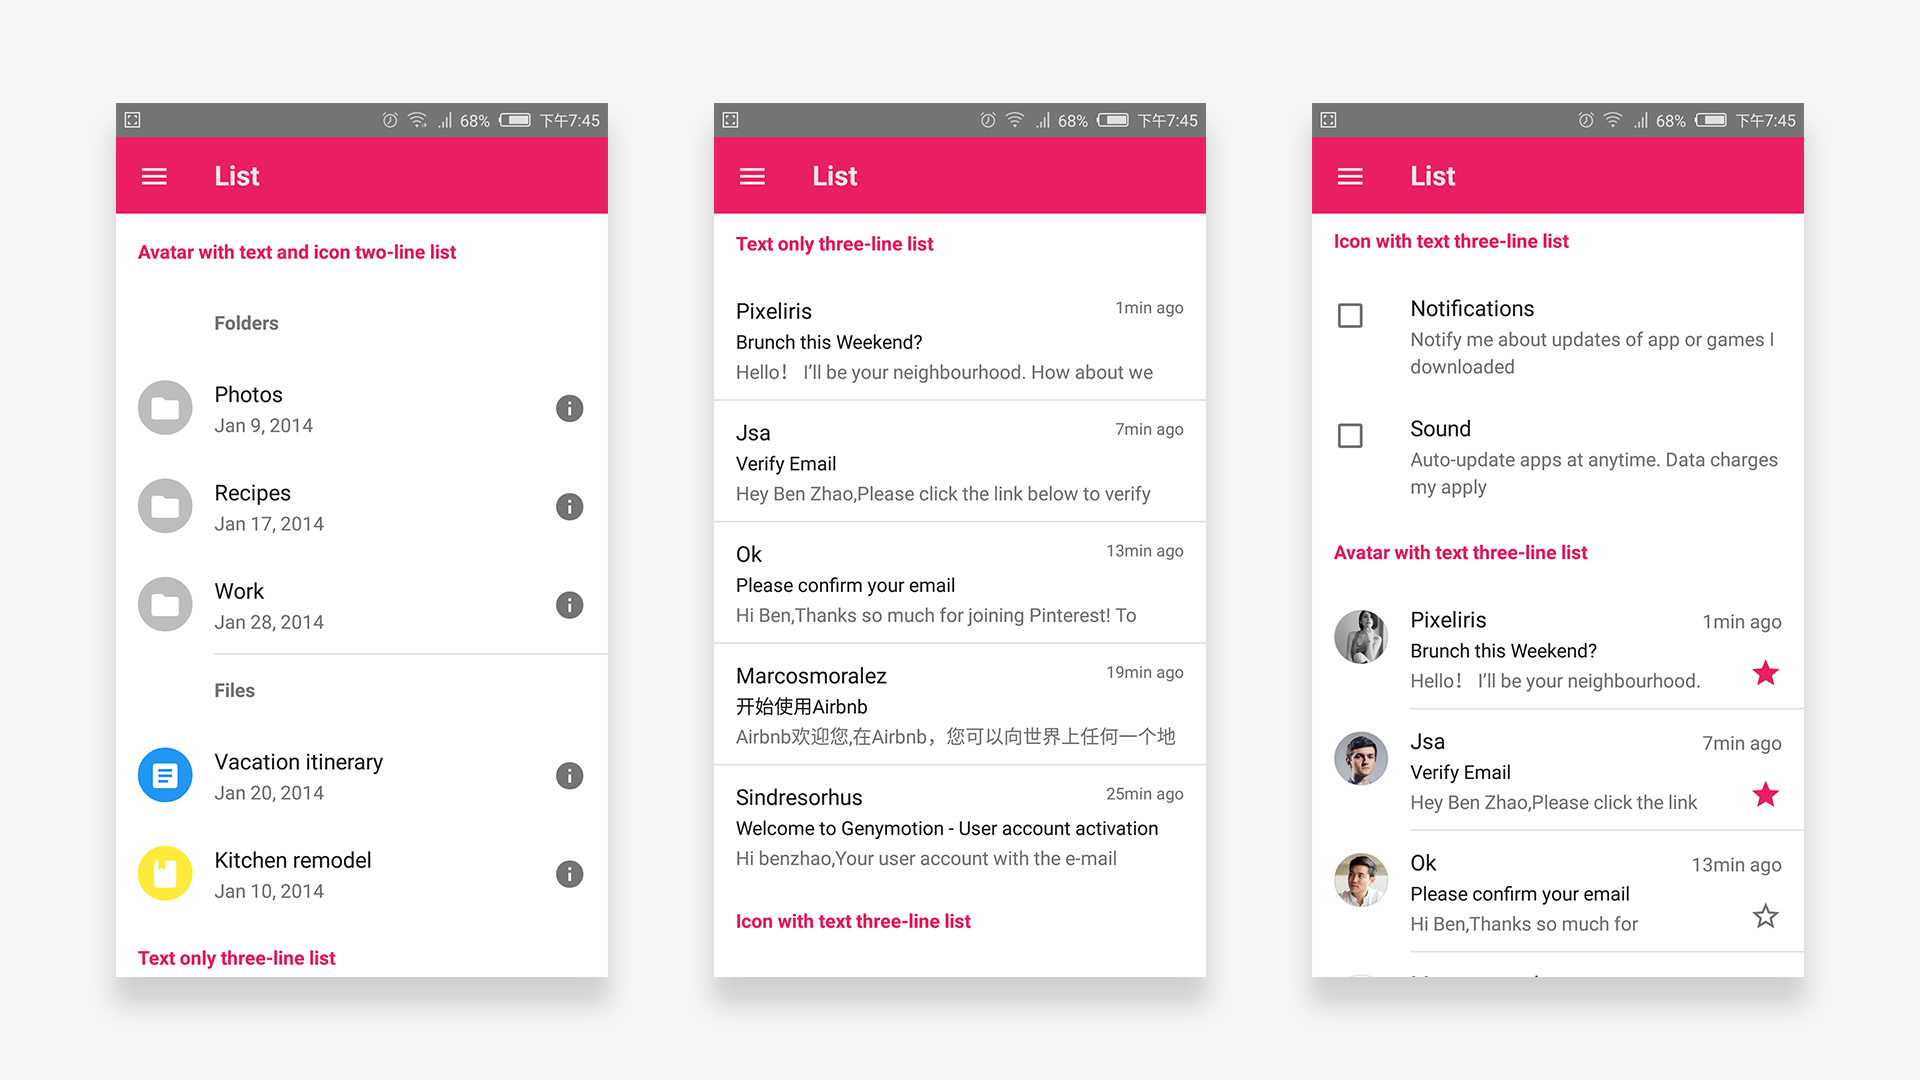 68% 下午7:45
List
Avatar with text and icon two-line list
Folders
Photos
Jan 9, 2014
Recipes
Jan 17, 2014
Work
Jan 28, 2014
Files
Vacation itinerary
Jan 20, 2014
Kitchen remodel
Jan 10, 2014
Text only three-line list
68% 下午7:45
List
Text only three-line list
Pixeliris 1min ago
Brunch this Weekend?
Hello！ I’ll be your neighbourhood. How about we
Jsa 7min ago
Verify Email
Hey Ben Zhao,Please click the link below to verify
Ok 13min ago
Please confirm your email
Hi Ben,Thanks so much for joining Pinterest! To
Marcosmoralez 19min ago
开始使用Airbnb
Airbnb欢迎您,在Airbnb，您可以向世界上任何一个地
Sindresorhus 25min ago
Welcome to Genymotion - User account activation
Hi benzhao,Your user account with the e-mail
Icon with text three-line list
68% 下午7:45
List
Icon with text three-line list
Notifications
Notify me about updates of app or games I
downloaded
Sound
Auto-update apps at anytime. Data charges
my apply
Avatar with text three-line list
Pixeliris 1min ago
Brunch this Weekend?
Hello！ I’ll be your neighbourhood.
Jsa 7min ago
Verify Email
Hey Ben Zhao,Please click the link
Ok 13min ago
Please confirm your email
Hi Ben,Thanks so much for